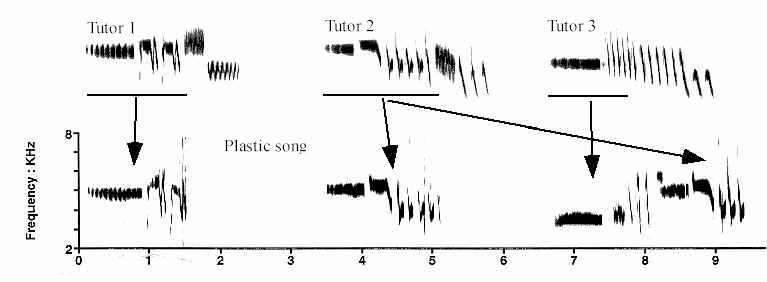 Tutor 1
Tutor 2
Tutor 3
Plastic song
Frequency : KHz
8
2
0 1 2 3 4 5 6 7 8 9